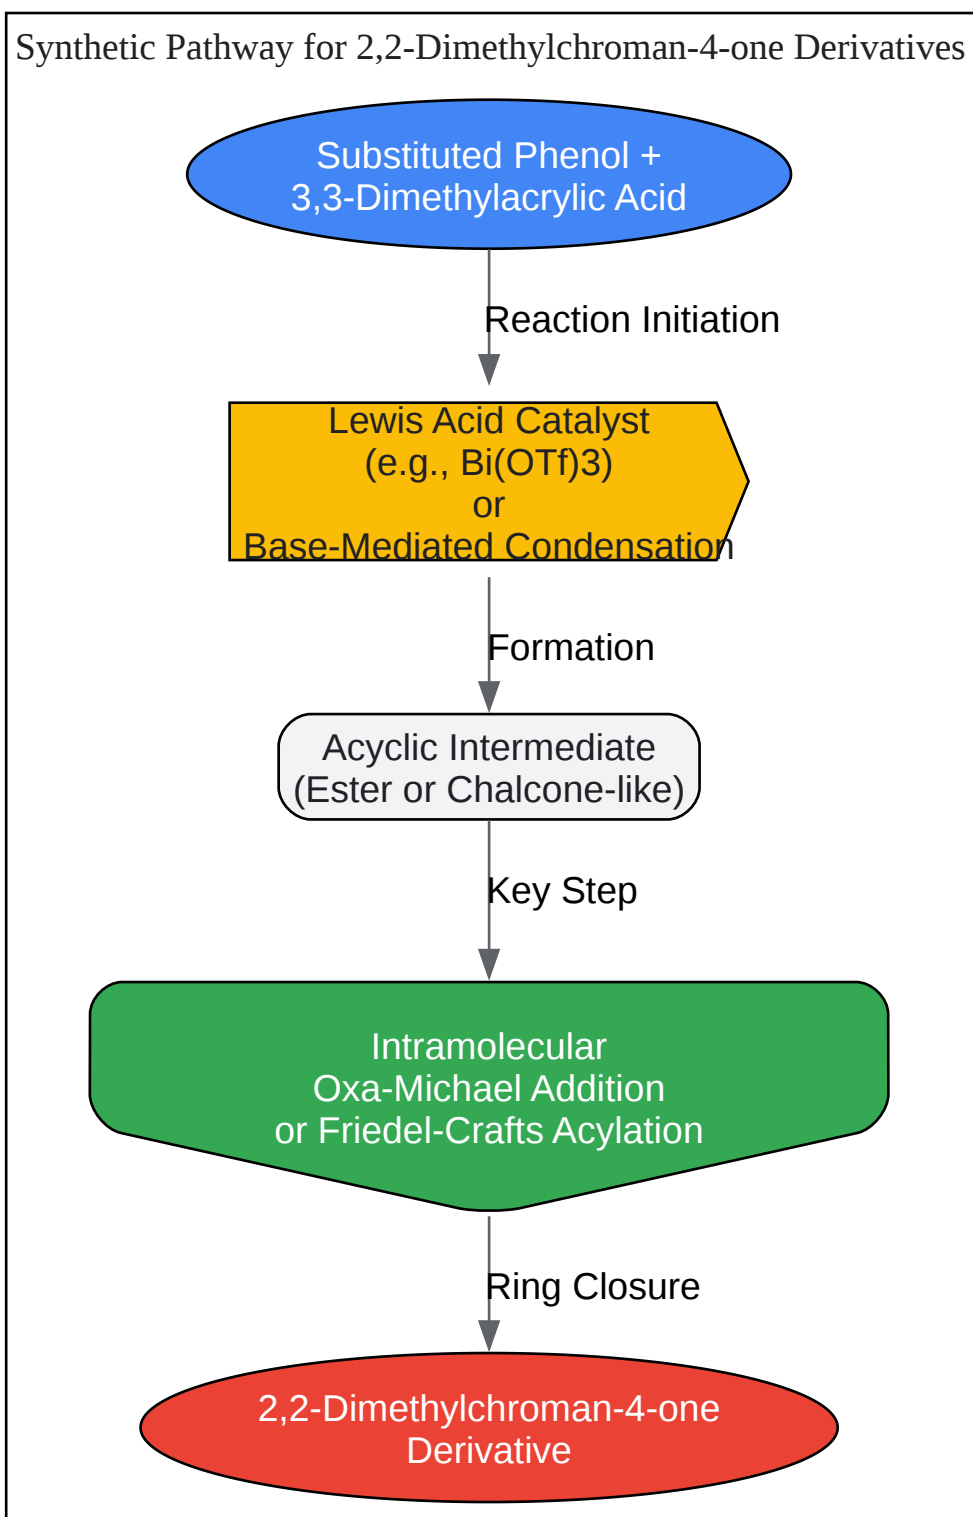 Synthetic Pathway for 2,2-Dimethylchroman-4-one Derivatives
Substituted Phenol +
3,3-Dimethylacrylic Acid
Reaction Initiation
Lewis Acid Catalyst
(e.g., Bi(OTf)3)
or
Base-Mediated Condensation
Formation
Acyclic Intermediate
(Ester or Chalcone-like)
Key Step
Intramolecular
Oxa-Michael Addition
or Friedel-Crafts Acylation
Ring Closure
2,2-Dimethylchroman-4-one
Derivative